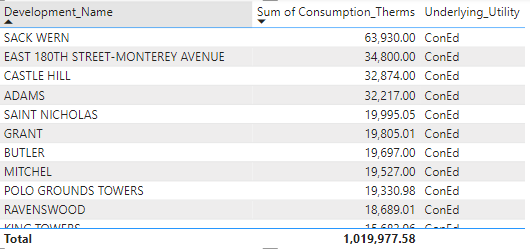 Development_Name Sum of Consumption_Therms Underlying_Utility
SACK WERN 63,930.00 ConEd
EAST 180TH STREET-MONTEREY AVENUE 34,800.00 ConEd
CASTLE HILL 32,874.00 ConEd
ADAMS 32,217.00 ConEd
SAINT NICHOLAS 19,995.05 ConEd
GRANT 19,805.01 ConEd
BUTLER 19,697.00 ConEd
MITCHEL 19,527.00 ConEd
POLO GROUNDS TOWERS 19,330.98 ConEd
RAVENSWOOD 18,689.01 ConEd
KING TOWERS ConEd
Total 1,019,977.58